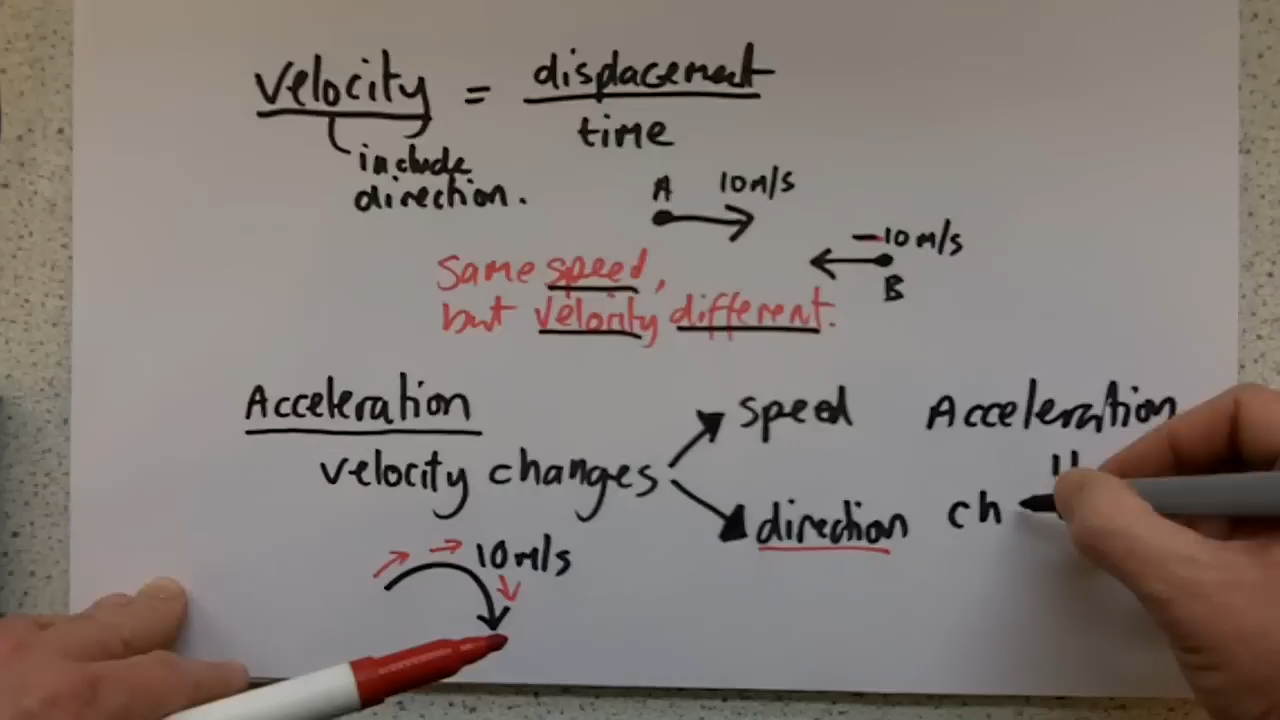 velocity = displacement
time
include
direction.
A 10m/s
-10m/s
B
Same speed,
but velocity different.
Acceleration
velocity changes
speed
direction
10m/s
Acceleration
ch